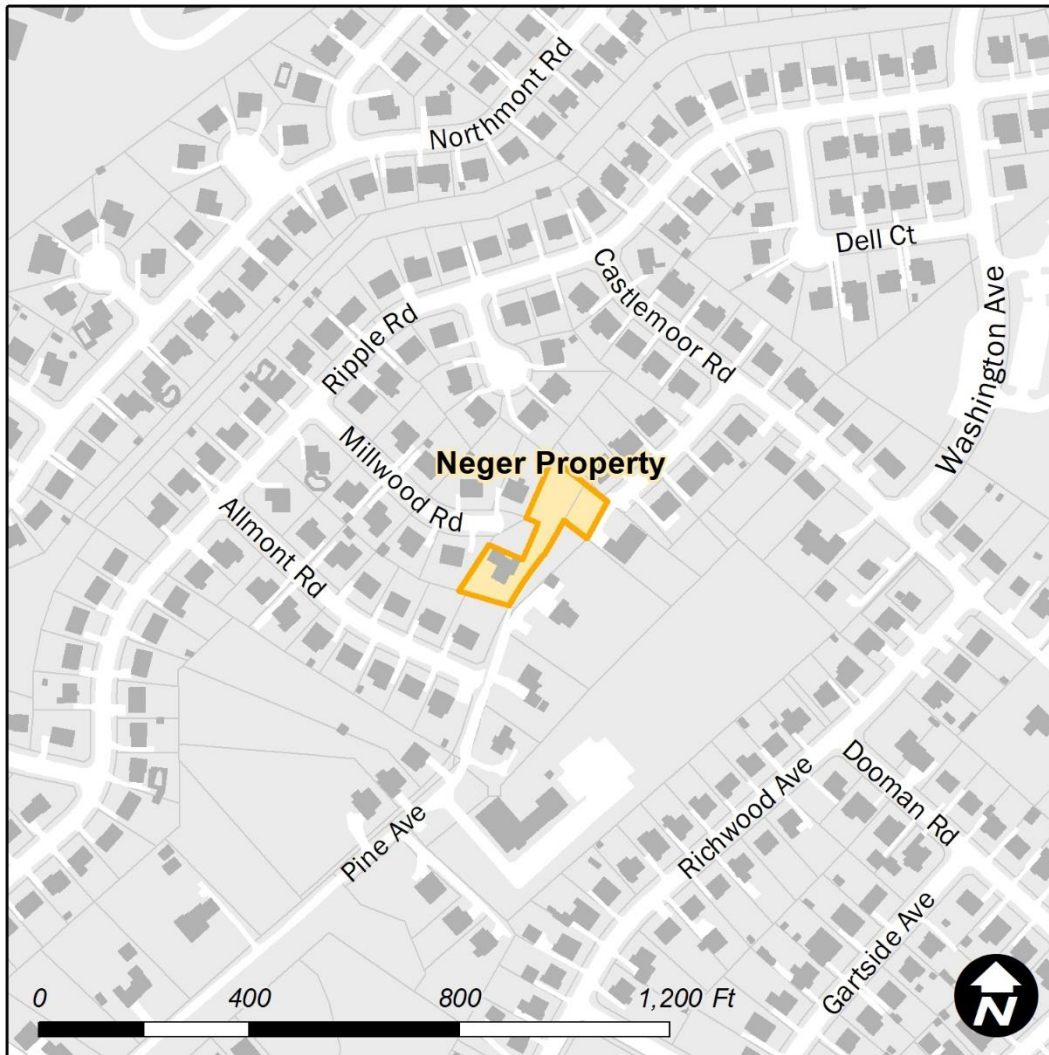 Northmont Rd
Dell Ct
Castlemoor Rd
Washington Ave
Ripple Rd
Millwood Rd
Neger Property
Allmont Rd
Pine Ave
Richwood Ave
Dooman Rd
Gartside Ave
0 400 800 1,200 Ft
N